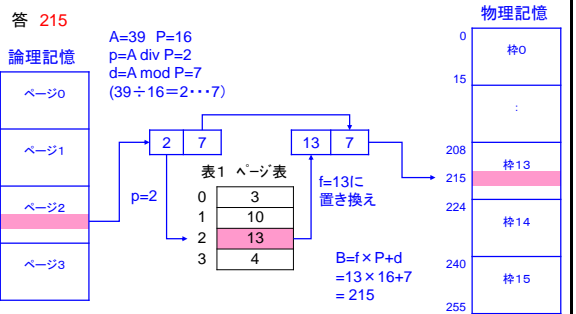 答 215
論理記憶
ページ0
ページ1
ページ2
ページ3
A=39 P=16
p=A div P=2
d=A mod P=7
(39÷16=2・・・7)
2 7
13 7
p=2
表1 ページ表
0 3
1 10
2 13
3 4
f=13に
置き換え
B=f×P+d
=13×16+7
= 215
物理記憶
0
枠0
15
:
208
枠13
215
224
枠14
240
枠15
255